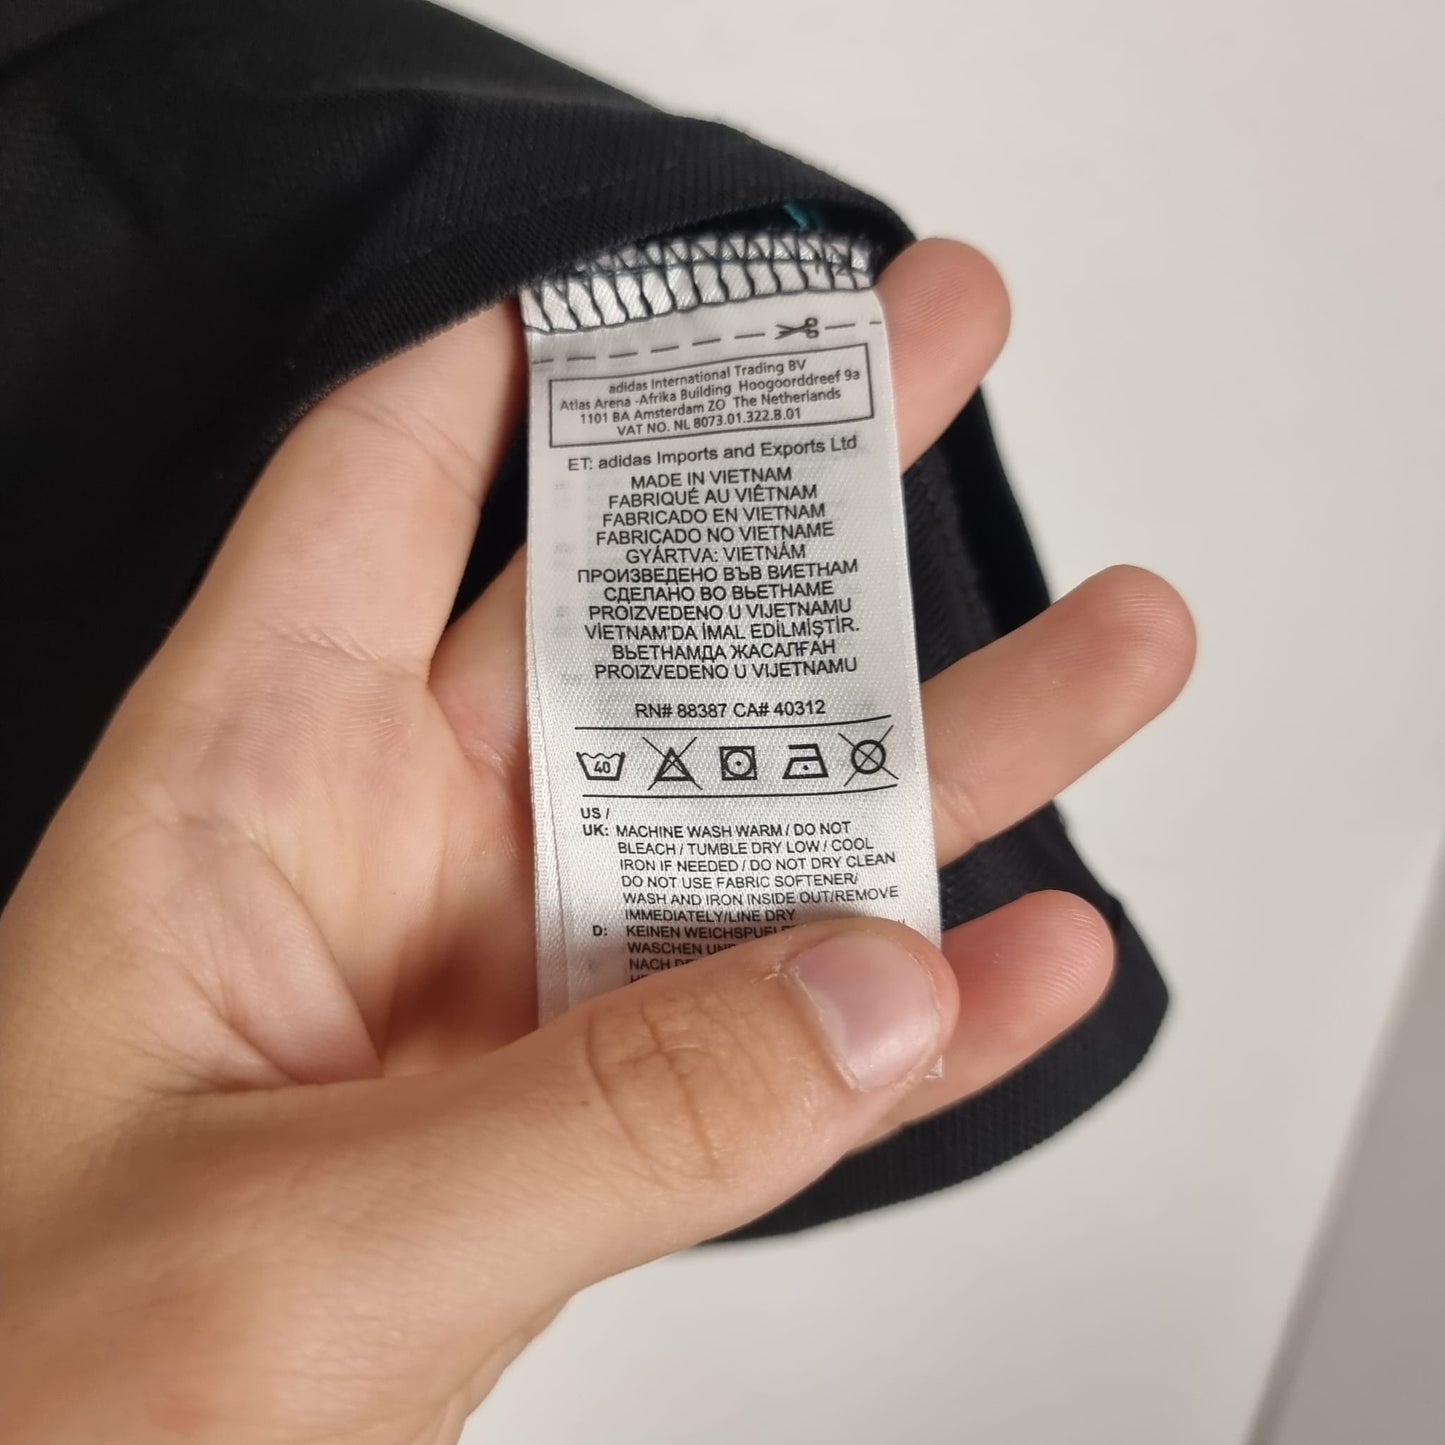 adidas International Trading BV
Atlas Arena -Afrika Building Hoogoorddreef 9a
1101 BA Amsterdam ZO The Netherlands
VAT NO. NL 8073.01.322.B.01
ET: adidas Imports and Exports Ltd
MADE IN VIETNAM
FABRIQUÉ AU VIÊTNAM
FABRICADO EN VIETNAM
FABRICADO NO VIETNAME
GYÁRTVA: VIETNÁM
ПРОИЗВЕДЕНО ВЪВ ВИЕТНАМ
СДЕЛАНО ВО ВЬЕТНАМЕ
PROIZVEDENO U VIJETNAMU
VİETNAM'DA İMAL EDİLMİŞTİR.
ВЬЕТНАМДА ЖАСАЛҒАН
PROIZVEDENO U VIJETNAMU
RN# 88387 CA# 40312
40
US /
UK: MACHINE WASH WARM / DO NOT
BLEACH / TUMBLE DRY LOW / COOL
IRON IF NEEDED / DO NOT DRY CLEAN
DO NOT USE FABRIC SOFTENER/
WASH AND IRON INSIDE OUT/REMOVE
IMMEDIATELY/LINE DRY
D: KEINEN
WASCHEN
NACH